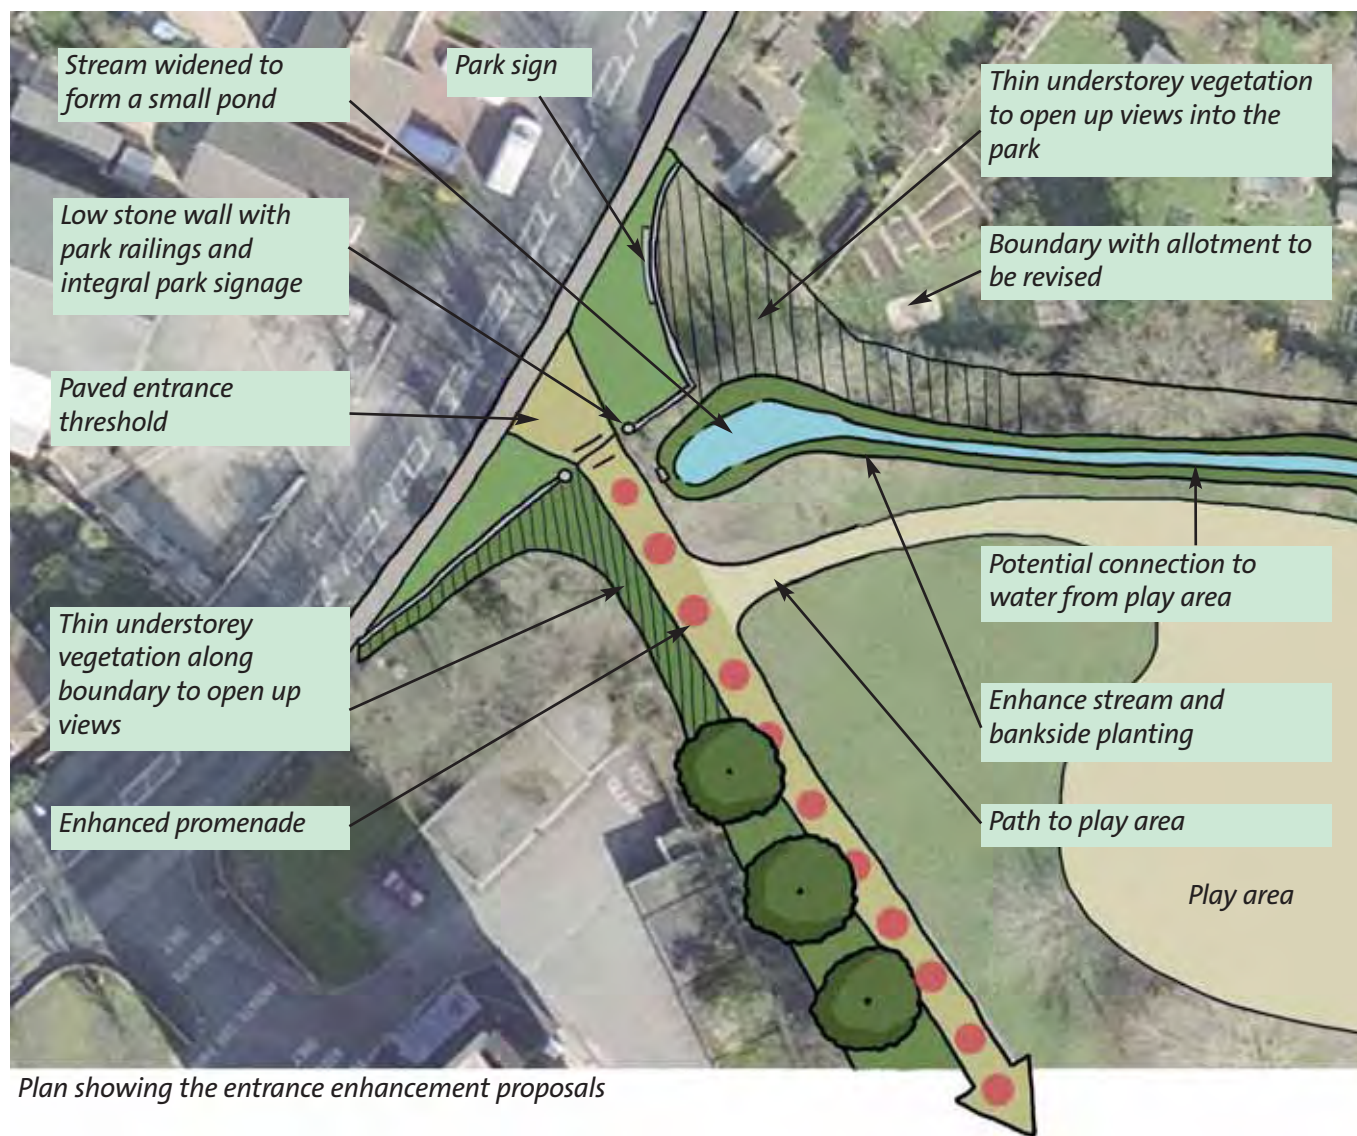 Stream widened to
form a small pond
Park sign
Thin understorey vegetation
to open up views into the
park
Low stone wall with
park railings and
integral park signage
Boundary with allotment to
be revised
Paved entrance
threshold
Potential connection to
water from play area
Thin understorey
vegetation along
boundary to open up
views
Enhance stream and
bankside planting
Enhanced promenade
Path to play area
Play area
Plan showing the entrance enhancement proposals